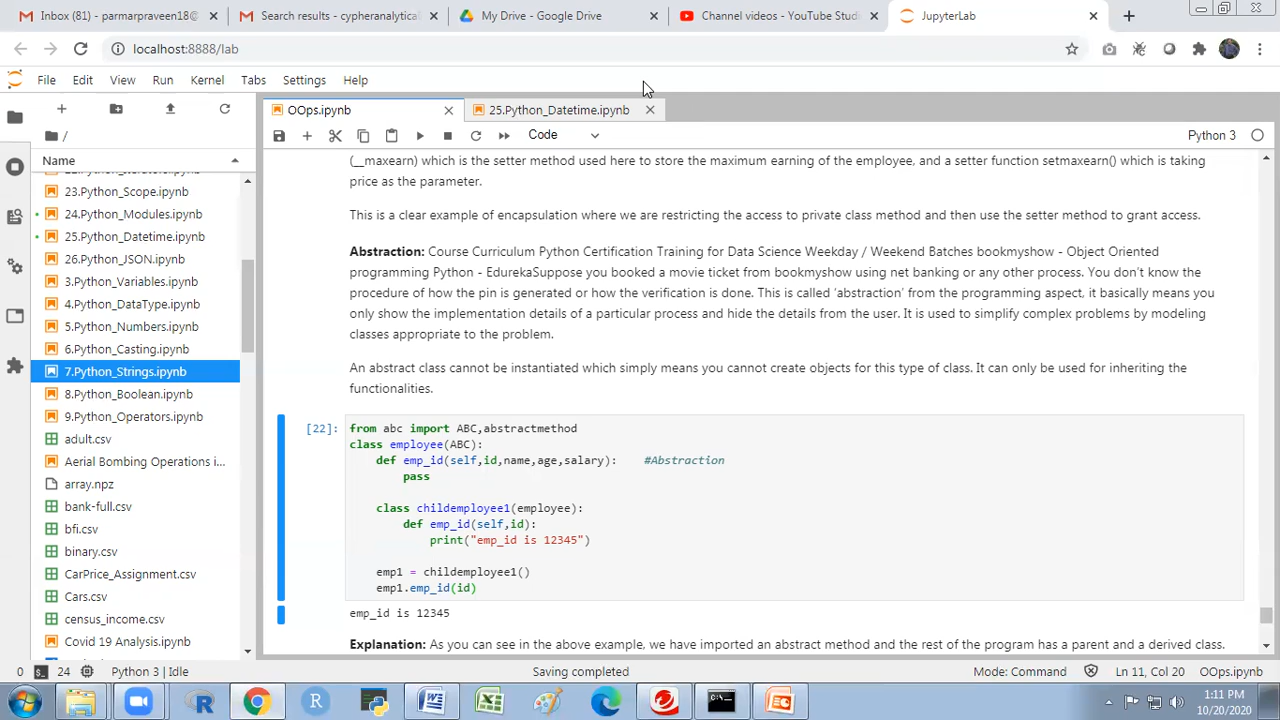 Inbox (81) - parmarpraveen18@
Search results - cypheranalytical
My Drive - Google Drive
Channel videos - YouTube Studi
JupyterLab
localhost:8888/lab
File Edit View Run Kernel Tabs Settings Help
OOps.ipynb
25.Python_Datetime.ipynb
Code
Python 3
/
Name
23.Python_Scope.ipynb
24.Python_Modules.ipynb
25.Python_Datetime.ipynb
26.Python_JSON.ipynb
3.Python_Variables.ipynb
4.Python_DataType.ipynb
5.Python_Numbers.ipynb
6.Python_Casting.ipynb
7.Python_Strings.ipynb
8.Python_Boolean.ipynb
9.Python_Operators.ipynb
adult.csv
Aerial Bombing Operations i...
array.npz
bank-full.csv
bfi.csv
binary.csv
CarPrice_Assignment.csv
Cars.csv
census_income.csv
Covid 19 Analysis.ipynb
(__maxearn) which is the setter method used here to store the maximum earning of the employee, and a setter function setmaxearn() which is taking
price as the parameter.
This is a clear example of encapsulation where we are restricting the access to private class method and then use the setter method to grant access.
Abstraction: Course Curriculum Python Certification Training for Data Science Weekday / Weekend Batches bookmyshow - Object Oriented
programming Python - EdurekaSuppose you booked a movie ticket from bookmyshow using net banking or any other process. You don't know the
procedure of how the pin is generated or how the verification is done. This is called 'abstraction' from the programming aspect, it basically means you
only show the implementation details of a particular process and hide the details from the user. It is used to simplify complex problems by modeling
classes appropriate to the problem.
An abstract class cannot be instantiated which simply means you cannot create objects for this type of class. It can only be used for inheriting the
functionalities.
[22]:
from abc import ABC,abstractmethod
class employee(ABC):
def emp_id(self,id,name,age,salary): #Abstraction
pass
class childemployee1(employee):
def emp_id(self,id):
print("emp_id is 12345")
emp1 = childemployee1()
emp1.emp_id(id)
emp_id is 12345
Explanation: As you can see in the above example, we have imported an abstract method and the rest of the program has a parent and a derived class.
0 24 Python 3 | Idle
Saving completed
Mode: Command
Ln 11, Col 20 OOps.ipynb
1:11 PM
10/20/2020